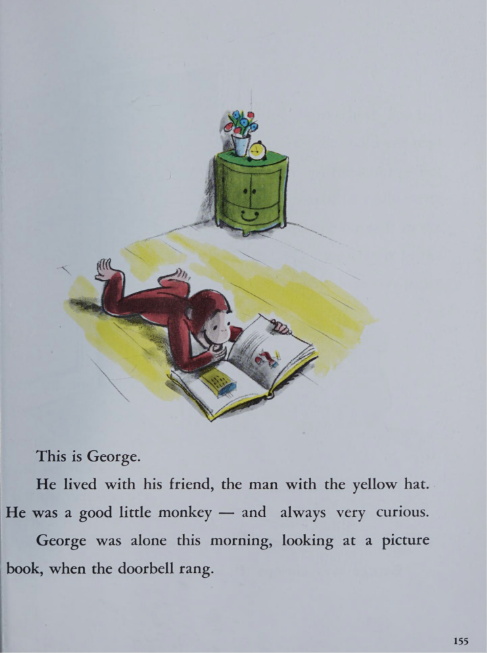 This is George.
He lived with his friend, the man with the yellow hat.
He was a good little monkey — and always very curious.
George was alone this morning, looking at a picture
book, when the doorbell rang.
155